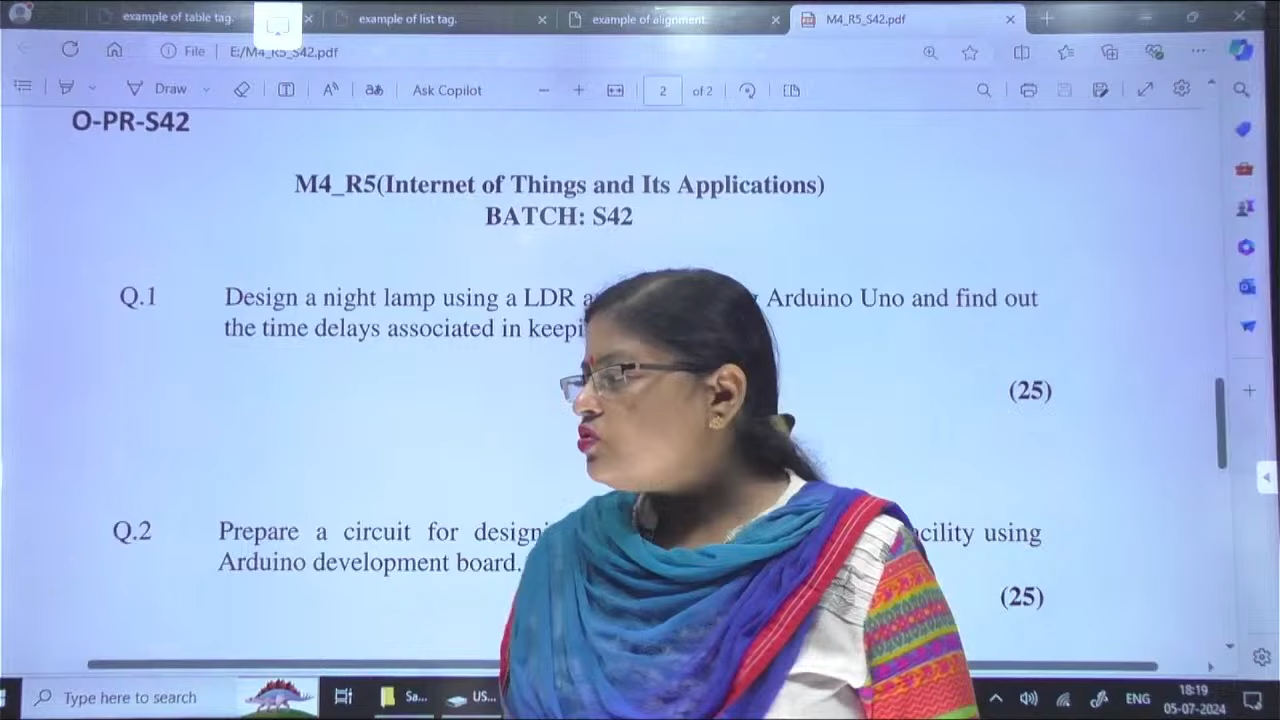 example of table tag.
example of list tag.
example of alignment.
M4_R5_S42.pdf
File
E:/M4_R5_S42.pdf
Draw
Ask Copilot
2
of 2
O-PR-S42
M4_R5(Internet of Things and Its Applications)
BATCH: S42
Q.1 Design a night lamp using a LDR Arduino Uno and find out
the time delays associated in
(25)
Q.2 Prepare a circuit for using
Arduino development board.
(25)
Type here to search
Sa...
US...
ENG
18:19
05-07-2024